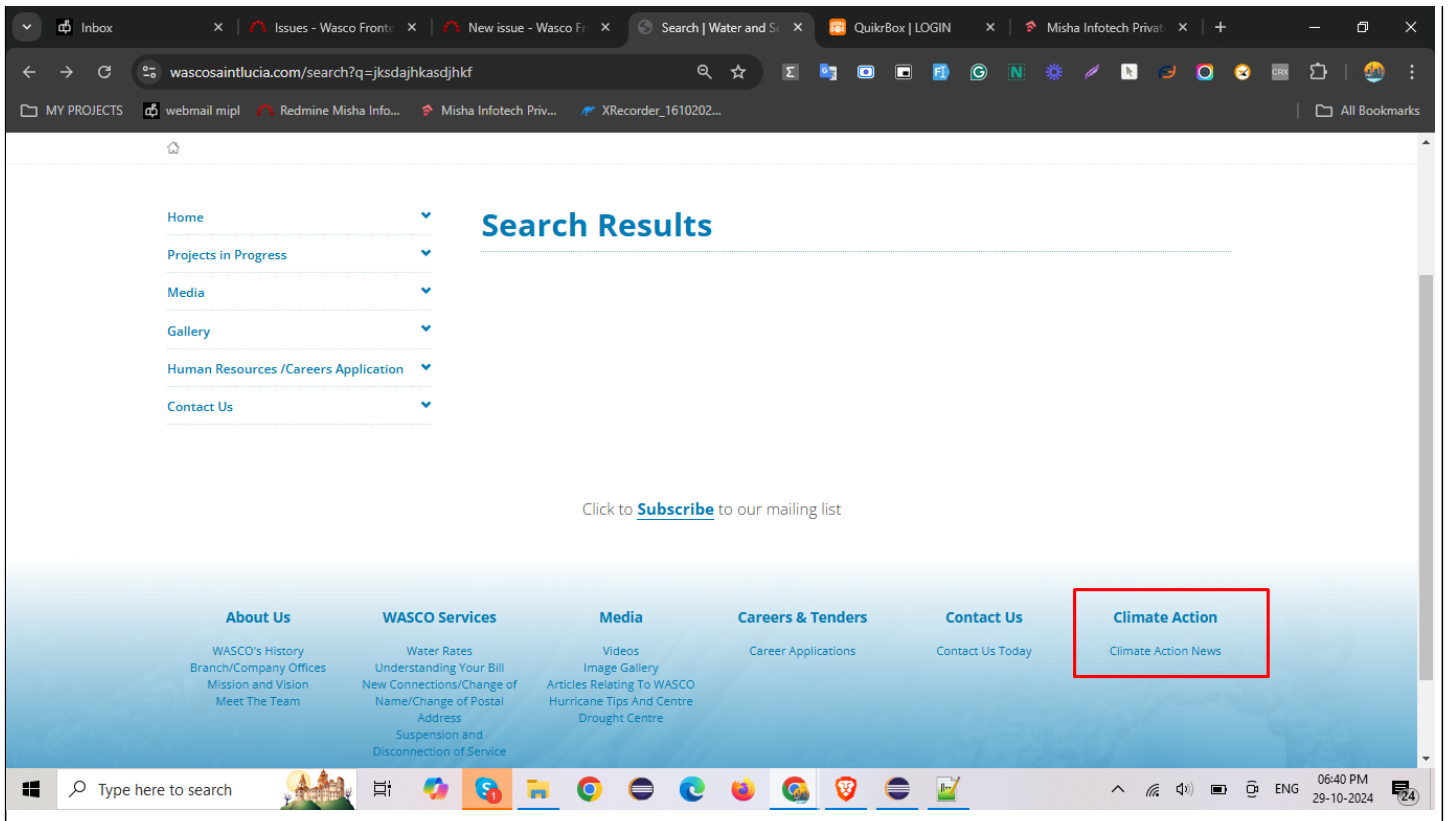 Inbox
Issues - Wasco Fronte
New issue - Wasco Fr
Search | Water and Se
QuikrBox | LOGIN
Misha Infotech Privat
wascosaintlucia.com/search?q=jksdajhkasdjhkf
CRX
MY PROJECTS
webmail mipl
Redmine Misha Info...
Misha Infotech Priv...
XRecorder_1610202...
All Bookmarks
Home
Projects in Progress
Media
Gallery
Human Resources /Careers Application
Contact Us
Search Results
Click to Subscribe to our mailing list
About Us
WASCO's History
Branch/Company Offices
Mission and Vision
Meet The Team
WASCO Services
Water Rates
Understanding Your Bill
New Connections/Change of
Name/Change of Postal
Address
Suspension and
Disconnection of Service
Media
Videos
Image Gallery
Articles Relating To WASCO
Hurricane Tips And Centre
Drought Centre
Careers & Tenders
Career Applications
Contact Us
Contact Us Today
Climate Action
Climate Action News
Type here to search
ENG
06:40 PM
29-10-2024
24